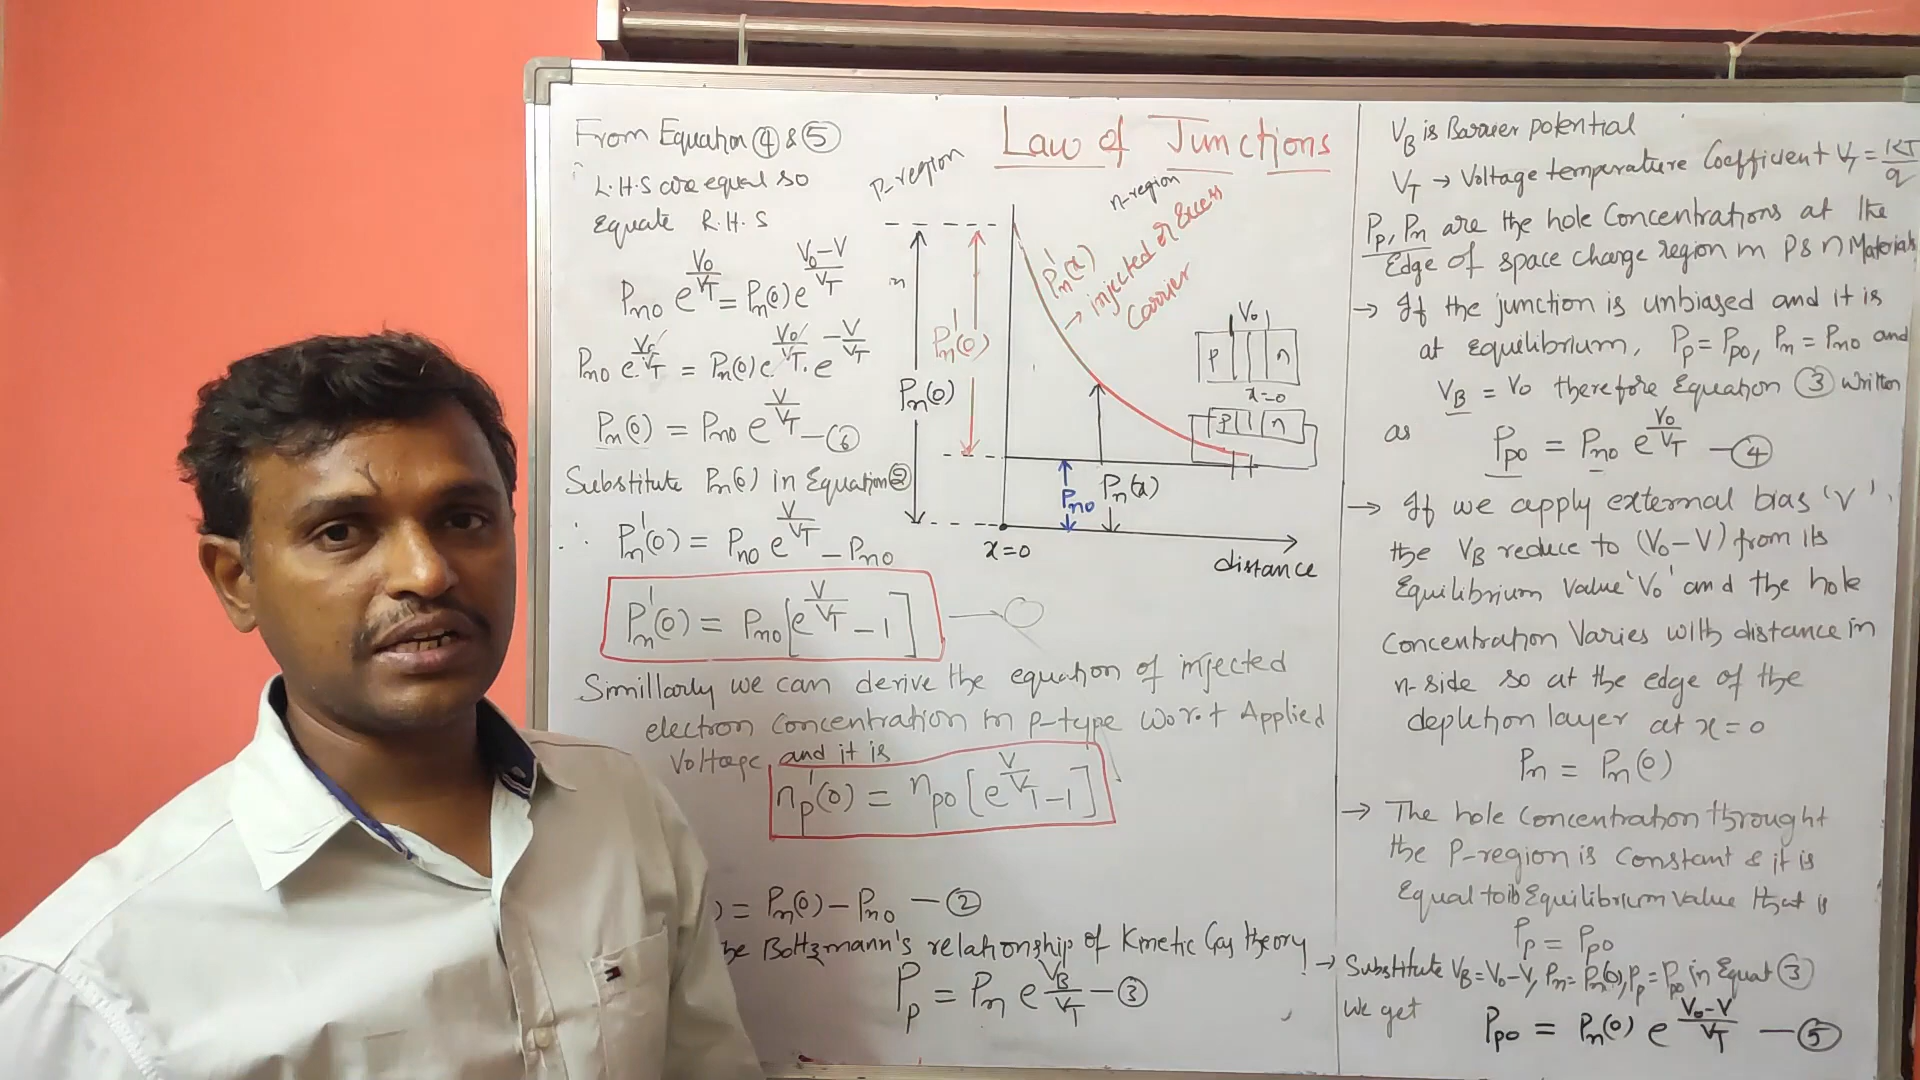 Law of Junctions
From Equation ④ & ⑤
L.H.S are equal so
Equate R.H.S
Pno e^(Vo/VT) = Pn(0) e^((Vo-V)/VT)
Pno e^(Vo/VT) = Pn(0) e^(Vo/VT) . e^(-V/VT)
Pn(0) = Pno e^(V/VT) — ⑥
Substitute Pn(0) in Equation ②
∴ Pn'(0) = Pno e^(V/VT) - Pno
Pn'(0) = Pno [e^(V/VT) - 1]
Simillarly we can derive the equation of injected
electron concentration in p-type w.r.t Applied
Voltage and it is
np'(0) = npo [e^(V/VT) - 1]
) = Pn(0) - Pno — ②
Boltzmann's relationship of Kinetic Gas theory
Pp = Pn e^(VB/VT) — ③
P-region
n-region
Pn'(x)
injected or Excess
Carrier
Pn'(0)
Pn(0)
Pno
Pn(x)
x=0
distance
Vo
P n
x=0
P n
VB is Barrier potential
VT → Voltage temperature Coefficient VT = KT/q
Pp, Pn are the hole Concentrations at the
Edge of space charge region in P & n Materials
→ If the junction is unbiased and it is
at equilibrium, Pp = Ppo, Pn = Pno and
VB = Vo therefore Equation ③ written
as Ppo = Pno e^(Vo/VT) — ④
→ If we apply external bias 'V'
the VB reduce to (Vo-V) from its
Equilibrium Value 'Vo' and the hole
Concentration Varies with distance in
n-side so at the edge of the
depletion layer at x=0
Pn = Pn(0)
→ The hole concentration throught
the P-region is constant & it is
Equal to its Equilibrium value that is
Pp = Ppo
→ Substitute VB=Vo-V, Pn=Pn(0), Pp=Ppo in Equat ③
We get Ppo = Pn(0) e^((Vo-V)/VT) — ⑤